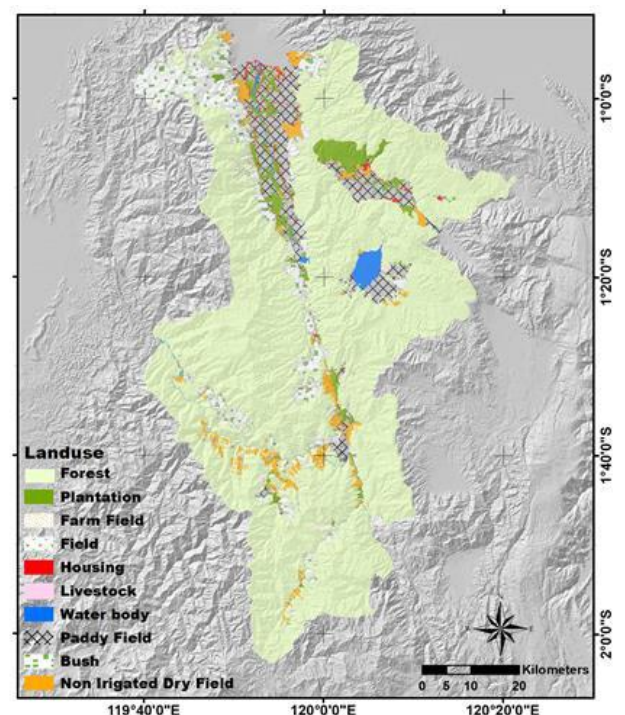 1°0'0"S
1°20'0"S
1°40'0"S
2°0'0"S
Landuse
Forest
Plantation
Farm Field
Field
Housing
Livestock
Water body
Paddy Field
Bush
Non Irigated Dry Field
Kilometers
0 5 10 20
119°40'0"E 120°0'0"E 120°20'0"E